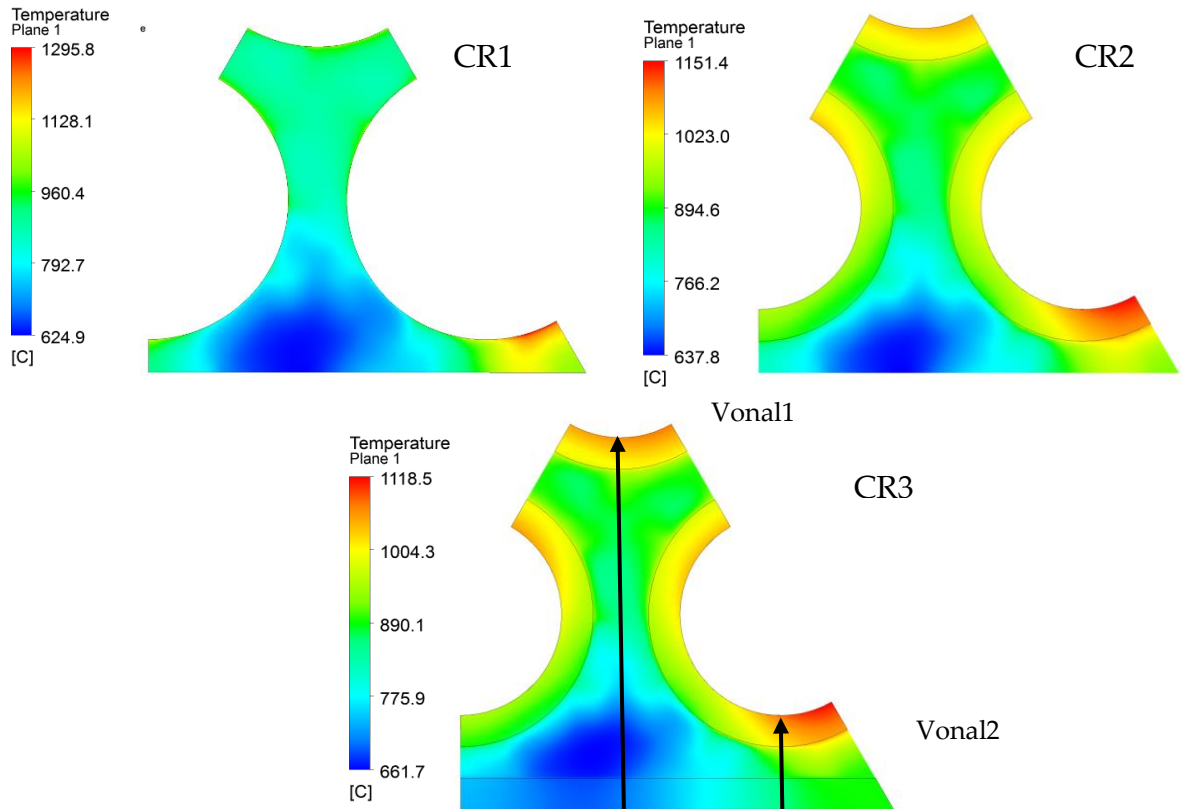 Temperature
Plane 1
1295.8
1128.1
960.4
792.7
624.9
[C]
e
CR1
Temperature
Plane 1
1151.4
1023.0
894.6
766.2
637.8
[C]
CR2
Temperature
Plane 1
1118.5
1004.3
890.1
775.9
661.7
[C]
Vonal1
CR3
Vonal2